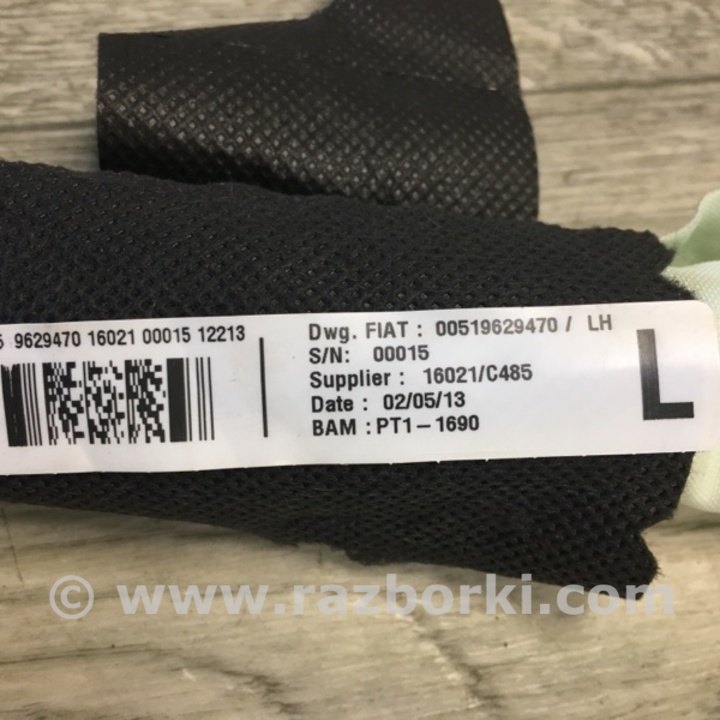 9629470 16021 00015 12213
Dwg. FIAT : 00519629470 / LH
S/N: 00015
Supplier : 16021/C485
Date : 02/05/13
BAM : PT1-1690
L
© www.razborki.com